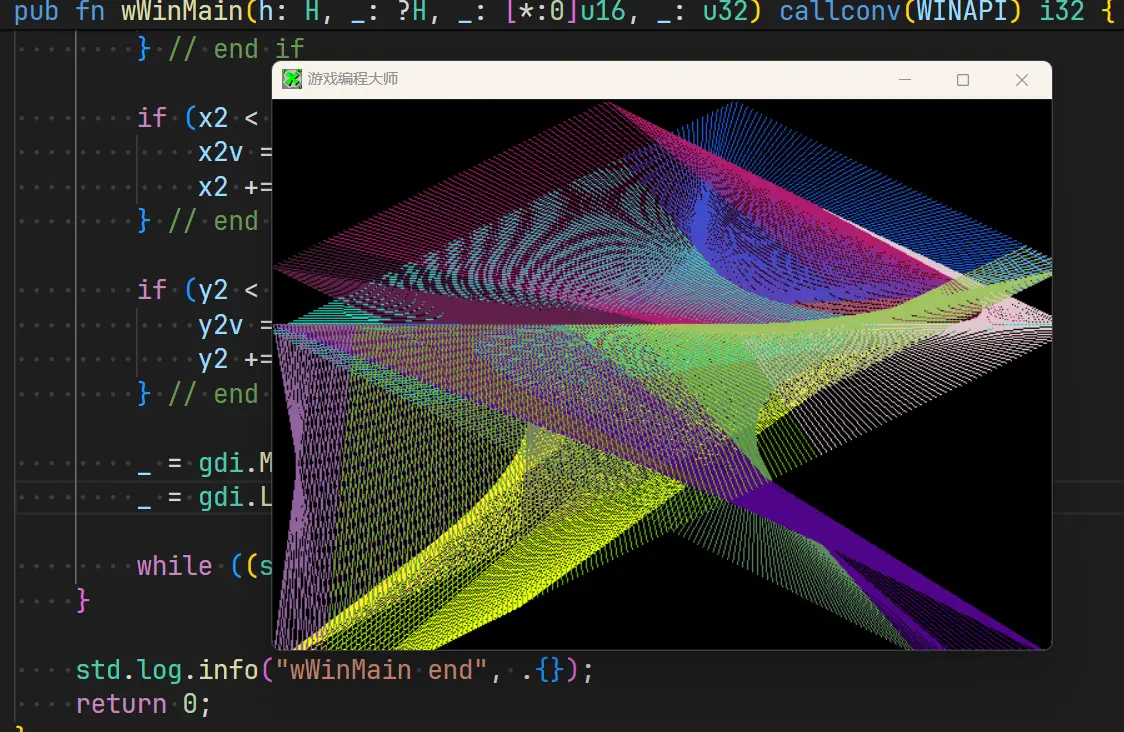 pub fn wWinMain(h: H, _: ?H, _: [*:0]u16, _: u32) callconv(WINAPI) i32 {
} // end if
游戏编程大师
if (x2 <
x2v =
x2 +=
} // end
if (y2 <
y2v =
y2 +=
} // end
_ = gdi.M
_ = gdi.L
while ((s
}
std.log.info("wWinMain end", .{});
return 0;
}